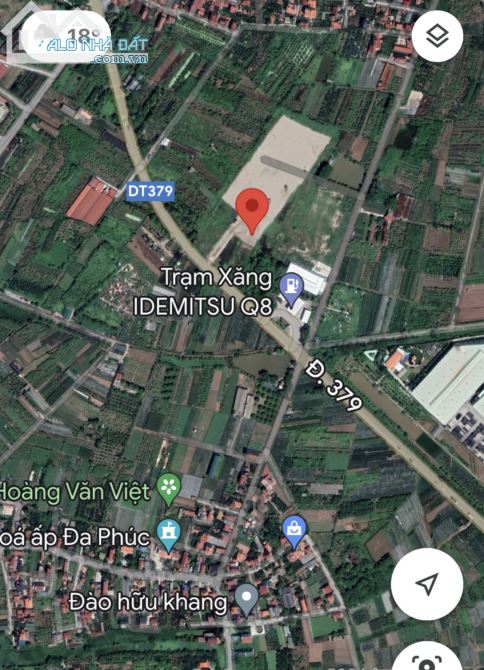 18°
ALO NHÀ ĐẤT
.com.vn
DT379
Trạm Xăng
IDEMITSU Q8
Đ. 379
Hoàng Văn Việt
oá ấp Đa Phúc
Đào hữu khang